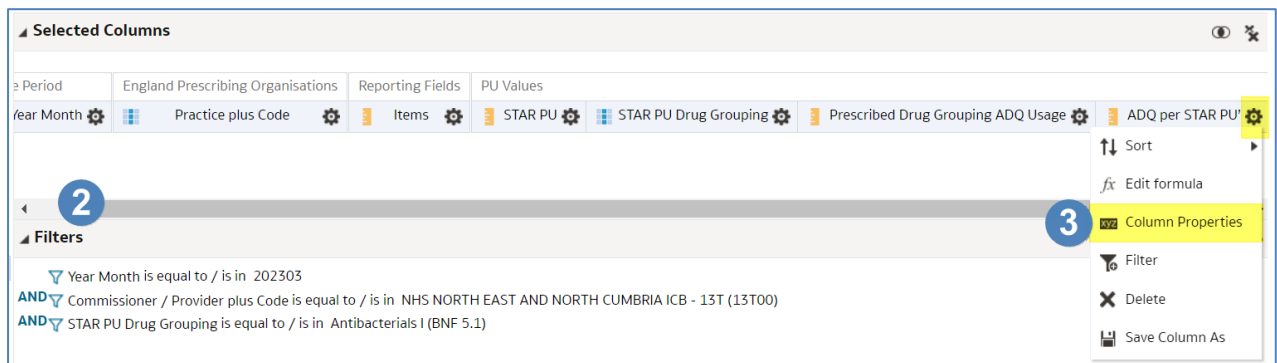 Selected Columns
e Period England Prescribing Organisations Reporting Fields PU Values
Year Month Practice plus Code Items STAR PU STAR PU Drug Grouping Prescribed Drug Grouping ADQ Usage ADQ per STAR PU'
Sort
fx Edit formula
2
3 xyz Column Properties
Filters
Filter
Year Month is equal to / is in 202303
AND Commissioner / Provider plus Code is equal to / is in NHS NORTH EAST AND NORTH CUMBRIA ICB - 13T (13T00)
Delete
AND STAR PU Drug Grouping is equal to / is in Antibacterials I (BNF 5.1)
Save Column As